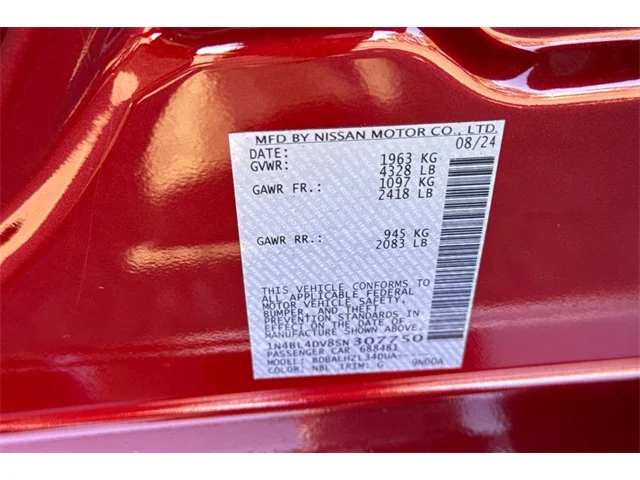 MFD BY NISSAN MOTOR CO., LTD.
DATE: 08/24
GVWR: 1963 KG
4328 LB
GAWR FR.: 1097 KG
2418 LB
GAWR RR.: 945 KG
2083 LB
THIS VEHICLE CONFORMS TO
ALL APPLICABLE FEDERAL
MOTOR VEHICLE SAFETY,
BUMPER, AND THEFT
PREVENTION STANDARDS IN
EFFECT ON THE DATE OF
MANUFACTURE SHOWN ABOVE.
1N4BL4DV8SN307750
PASSENGER CAR 688481
MODEL: BDBALHZL34DUA- 9N00A
COLOR: NBL TRIM: G